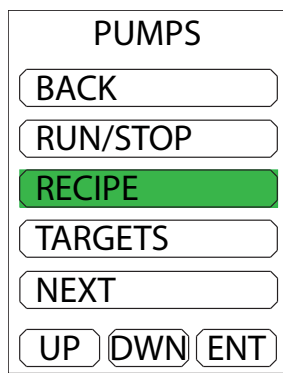 PUMPS
BACK
RUN/STOP
RECIPE
TARGETS
NEXT
UP DWN ENT